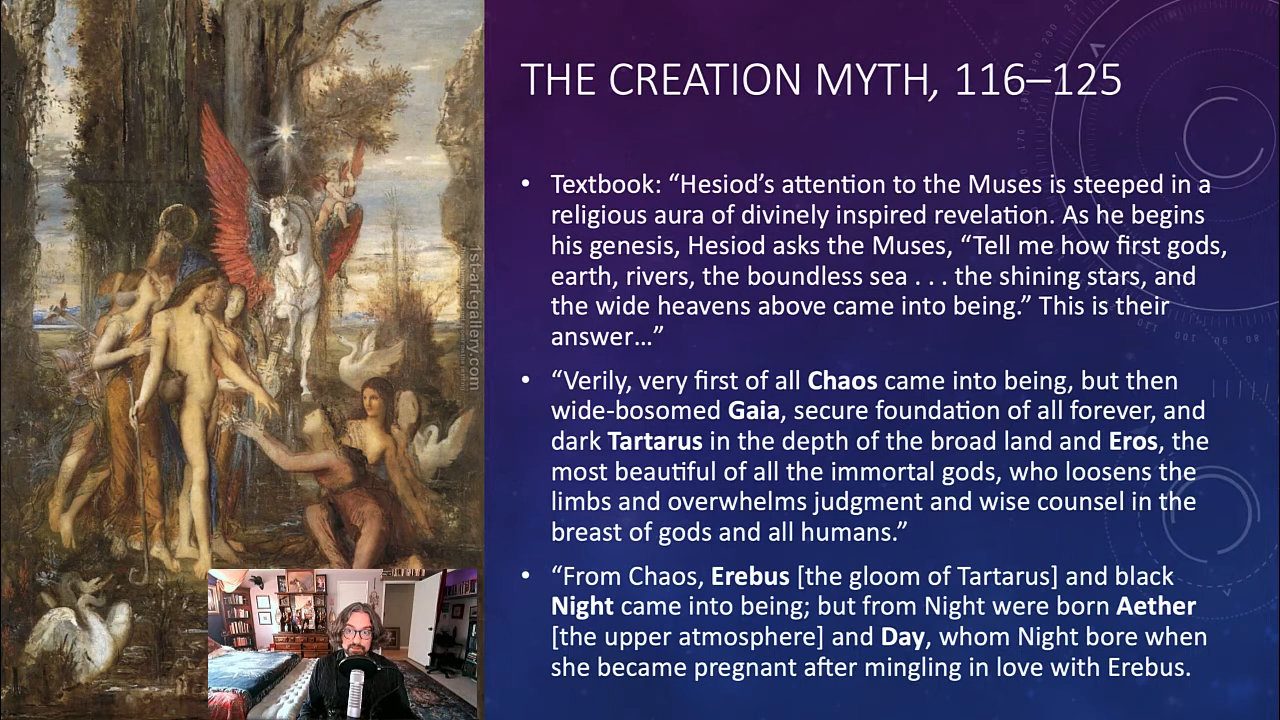 THE CREATION MYTH, 116–125
• Textbook: “Hesiod’s attention to the Muses is steeped in a
religious aura of divinely inspired revelation. As he begins
his genesis, Hesiod asks the Muses, “Tell me how first gods,
earth, rivers, the boundless sea . . . the shining stars, and
the wide heavens above came into being.” This is their
answer…”
• “Verily, very first of all Chaos came into being, but then
wide-bosomed Gaia, secure foundation of all forever, and
dark Tartarus in the depth of the broad land and Eros, the
most beautiful of all the immortal gods, who loosens the
limbs and overwhelms judgment and wise counsel in the
breast of gods and all humans.”
• “From Chaos, Erebus [the gloom of Tartarus] and black
Night came into being; but from Night were born Aether
[the upper atmosphere] and Day, whom Night bore when
she became pregnant after mingling in love with Erebus.
1st-art-gallery.com